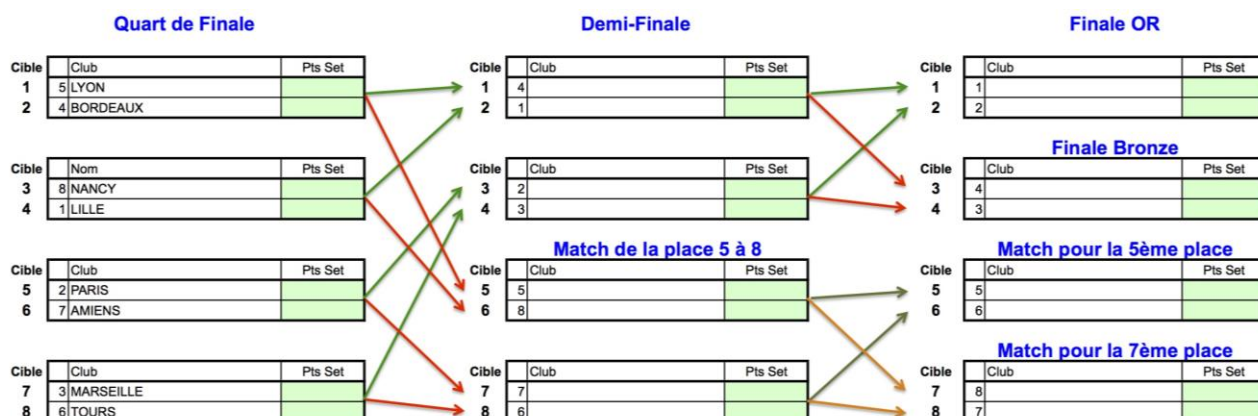 Quart de Finale Demi-Finale Finale OR
Cible Club Pts Set Cible Club Pts Set Cible Club Pts Set
1 5 LYON 1 4 1 1
2 4 BORDEAUX 2 1 2 2
Finale Bronze
Cible Nom Pts Set Cible Club Pts Set Cible Club Pts Set
3 8 NANCY 3 2 3 4
4 1 LILLE 4 3 4 3
Match de la place 5 à 8 Match pour la 5ème place
Cible Club Pts Set Cible Club Pts Set Cible Club Pts Set
5 2 PARIS 5 5 5 5
6 7 AMIENS 6 8 6 6
Match pour la 7ème place
Cible Club Pts Set Cible Club Pts Set Cible Club Pts Set
7 3 MARSEILLE 7 7 7 8
8 6 TOURS 8 6 8 7